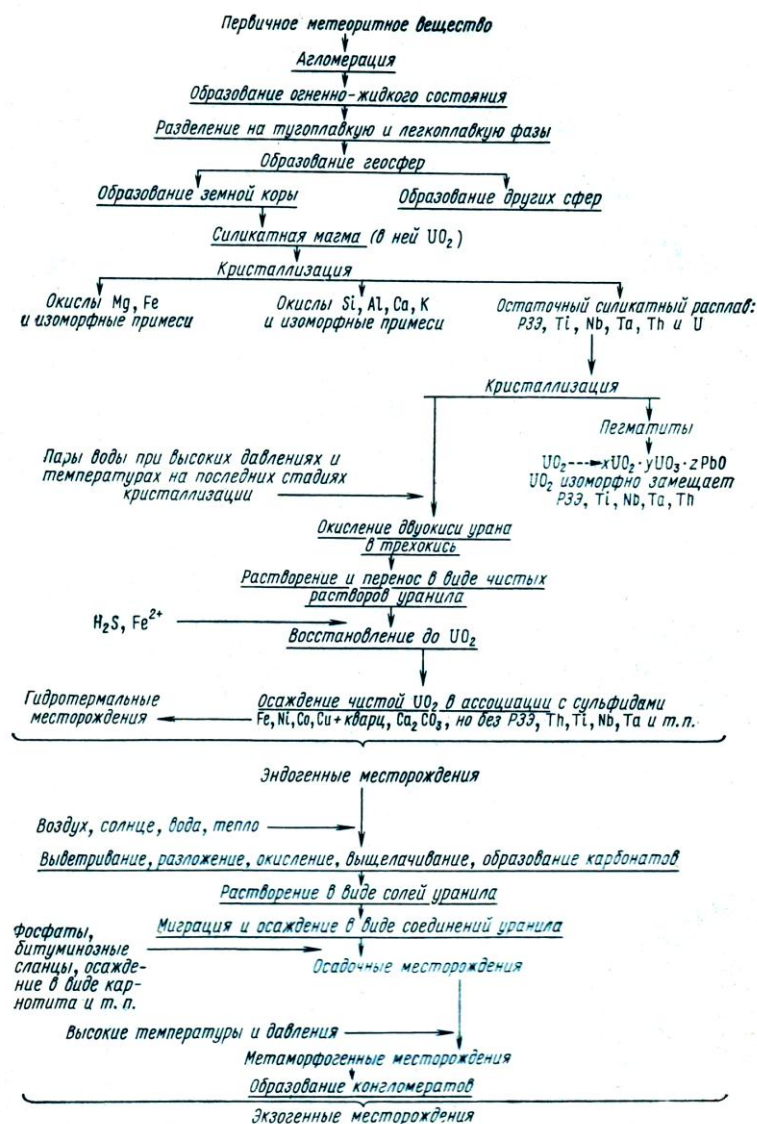 Первичное метеоритное вещество
Агломерация
Образование огненно-жидкого состояния
Разделение на тугоплавкую и легкоплавкую фазы
Образование геосфер
Образование земной коры
Образование других сфер
Силикатная магма (в ней UO₂)
Кристаллизация
Окислы Mg, Fe
и изоморфные примеси
Окислы Si, Al, Ca, K
и изоморфные примеси
Остаточный силикатный расплав:
РЗЭ, Ti, Nb, Ta, Th и U
Кристаллизация
Пегматиты
UO₂---➤xUO₂·yUO₃·zPbO
UO₂ изоморфно замещает
РЗЭ, Ti, Nb, Ta, Th
Пары воды при высоких давлениях и
температурах на последних стадиях
кристаллизации
Окисление двуокиси урана
в трехокись
Растворение и перенос в виде чистых
растворов уранила
H₂S, Fe²⁺
Восстановление до UO₂
Гидротермальные
месторождения
Осаждение чистой UO₂ в ассоциации с сульфидами
Fe, Ni, Co, Cu + кварц, Ca₂CO₃, но без РЗЭ, Th, Ti, Nb, Ta и т.п.
Эндогенные месторождения
Воздух, солнце, вода, тепло
Выветривание, разложение, окисление, выщелачивание, образование карбонатов
Растворение в виде солей уранила
Миграция и осаждение в виде соединений уранила
Фосфаты,
битуминозные
сланцы, осажде-
ние в виде кар-
нотита и т. п.
Осадочные месторождения
Высокие температуры и давления
Метаморфогенные месторождения
Образование конгломератов
Экзогенные месторождения